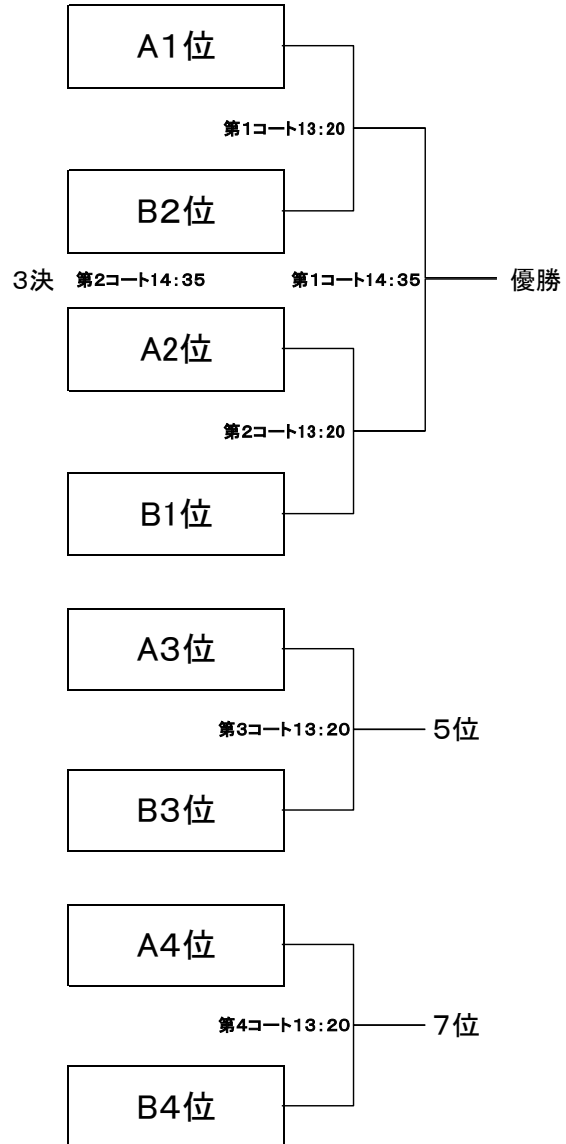 A1位
第1コート13:20
B2位
3決 第2コート14:35 第1コート14:35 優勝
A2位
第2コート13:20
B1位
A3位
第3コート13:20 5位
B3位
A4位
第4コート13:20 7位
B4位